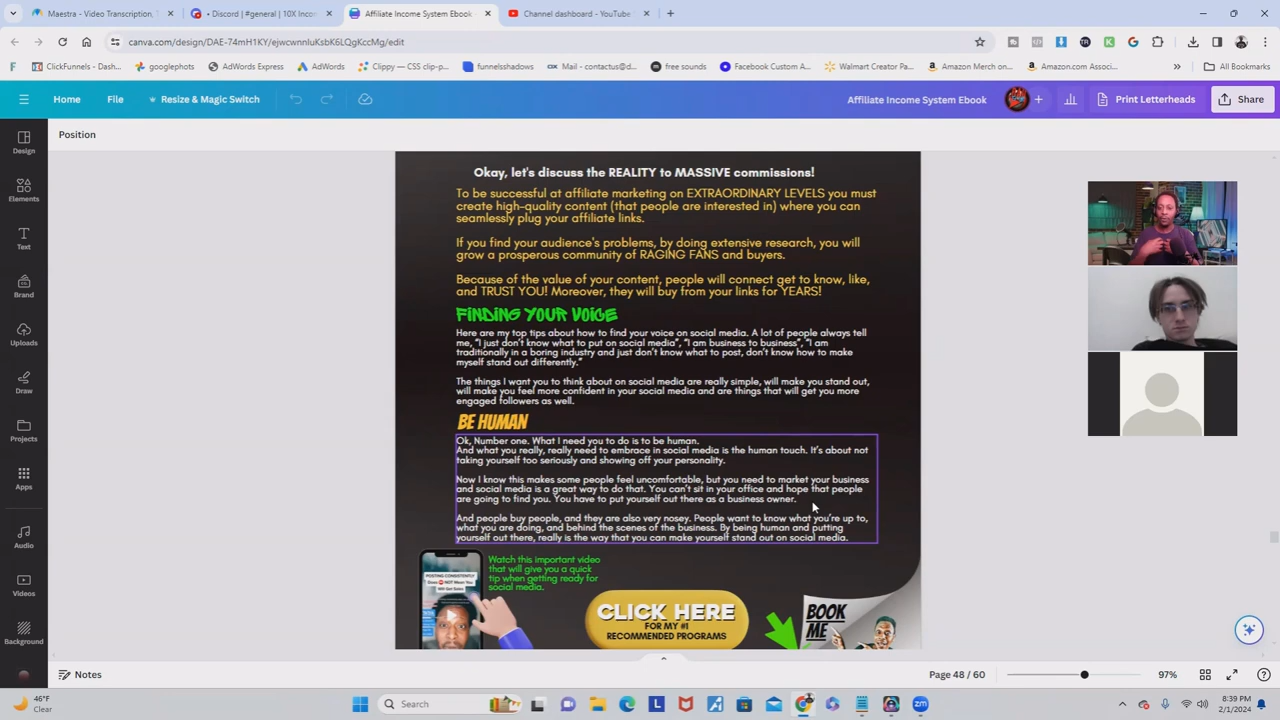 Maestra - Video Transcription, T
• Discord | #general | 10X Incor
Affiliate Income System Ebook
Channel dashboard - YouTube
canva.com/design/DAE-74mH1KY/ejwcwnnluKsbK6LQgKccMg/edit
ClickFunnels - Dash...
googlephots
AdWords Express
AdWords
Clippy — CSS clip-p...
funnelsshadows
Mail - contactus@d...
free sounds
Facebook Custom A...
Walmart Creator Pa...
Amazon Merch on...
Amazon.com Associ...
All Bookmarks
Home
File
Resize & Magic Switch
Affiliate Income System Ebook
Print Letterheads
Share
Position
Design
Elements
Text
Brand
Uploads
Draw
Projects
Apps
Audio
Videos
Background
Okay, let's discuss the REALITY to MASSIVE commissions!
To be successful at affiliate marketing on EXTRAORDINARY LEVELS you must
create high-quality content (that people are interested in) where you can
seamlessly plug your affiliate links.
If you find your audience's problems, by doing extensive research, you will
grow a prosperous community of RAGING FANS and buyers.
Because of the value of your content, people will connect get to know, like,
and TRUST YOU! Moreover, they will buy from your links for YEARS!
FINDING YOUR VOICE
Here are my top tips about how to find your voice on social media. A lot of people always tell
me, "I just don't know what to put on social media", "I am business to business", "I am
traditionally in a boring industry and just don't know what to post, don't know how to make
myself stand out differently."
The things I want you to think about on social media are really simple, will make you stand out,
will make you feel more confident in your social media and are things that will get you more
engaged followers as well.
BE HUMAN
Ok, Number one. What I need you to do is to be human.
And what you really, really need to embrace in social media is the human touch. It's about not
taking yourself too seriously and showing off your personality.
Now I know this makes some people feel uncomfortable, but you need to market your business
and social media is a great way to do that. You can't sit in your office and hope that people
are going to find you. You have to put yourself out there as a business owner.
And people buy people, and they are also very nosey. People want to know what you're up to,
what you are doing, and behind the scenes of the business. By being human and putting
yourself out there, really is the way that you can make yourself stand out on social media.
POSTING CONSISTENTLY
Does NOT Mean You
Will Get Sales
Watch this important video
that will give you a quick
tip when getting ready for
social media.
CLICK HERE
FOR MY #1
RECOMMENDED PROGRAMS
BOOK
ME
Notes
Page 48 / 60
97%
46°F
Clear
Search
8:39 PM
2/1/2024